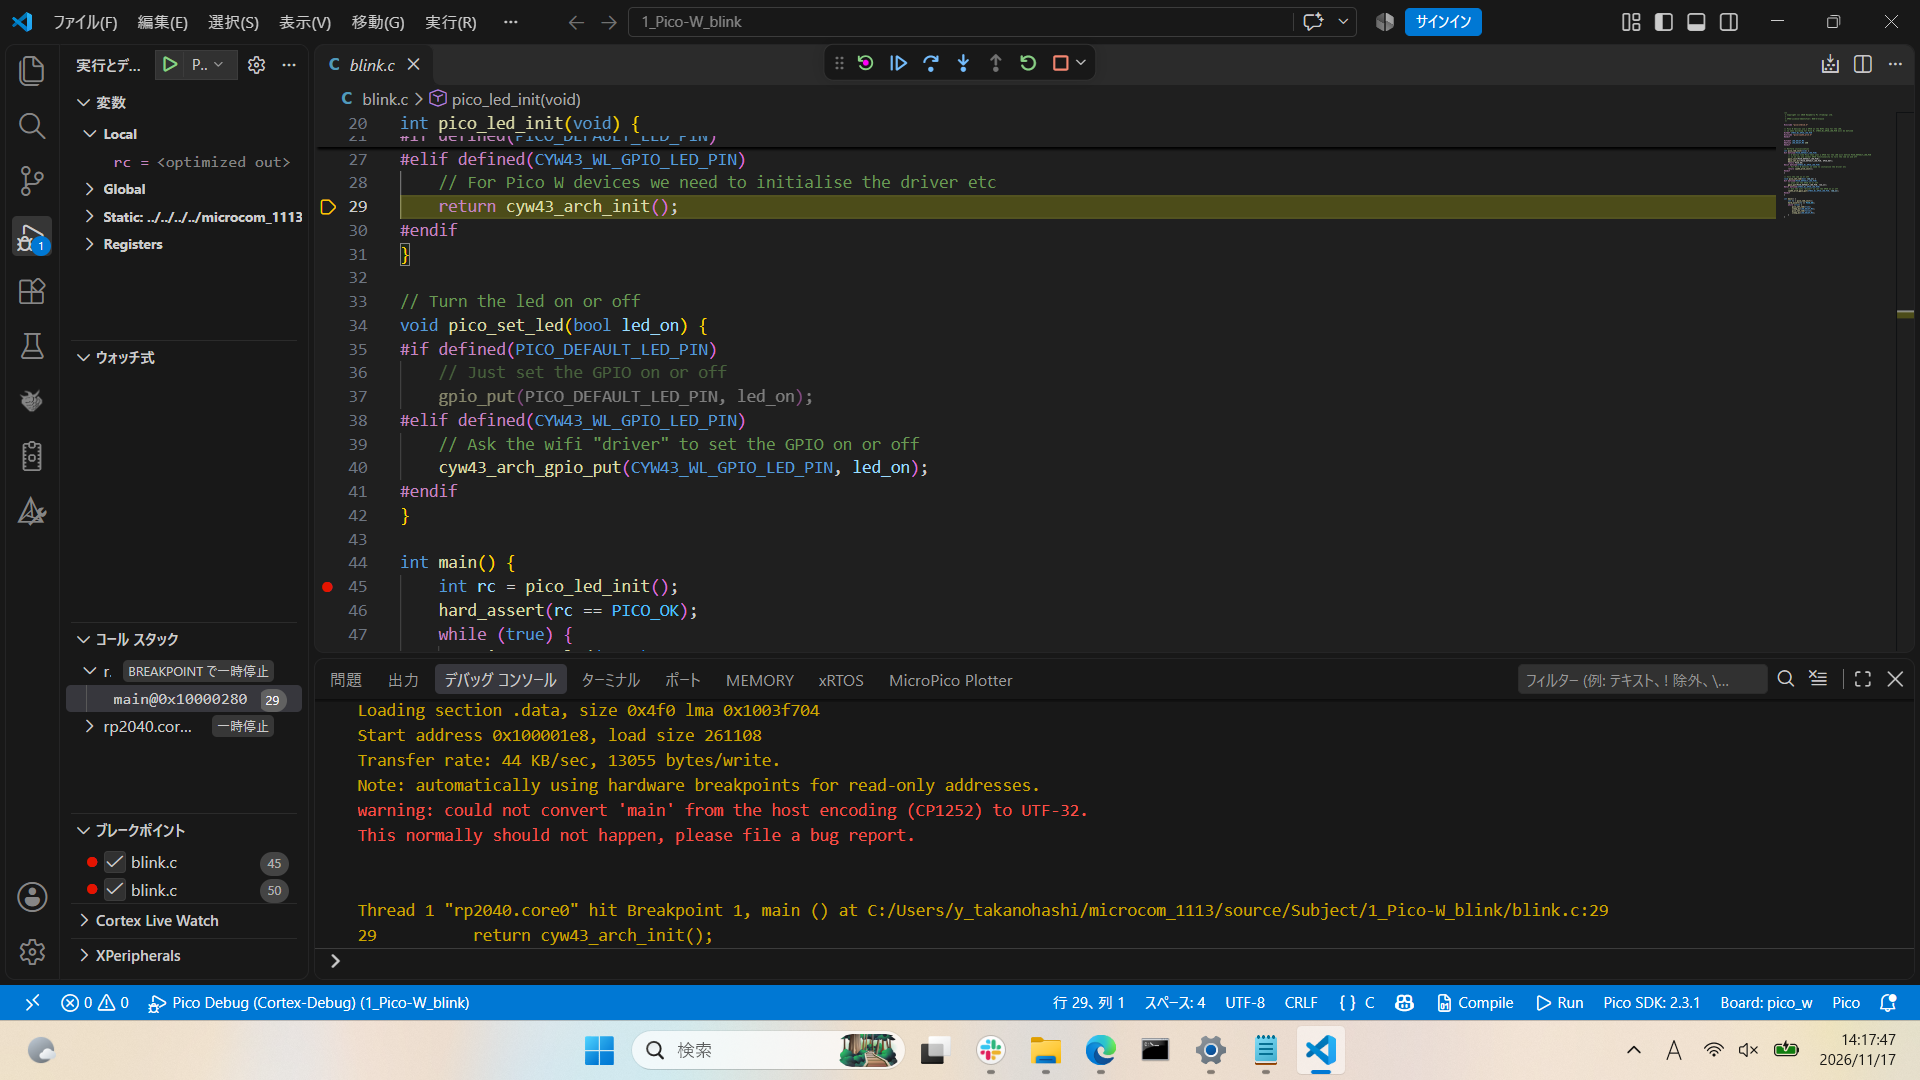 ファイル(F) 編集(E) 選択(S) 表示(V) 移動(G) 実行(R) ···
1_Pico-W_blink
サインイン
実行とデ...
P..
C blink.c
C blink.c > pico_led_init(void)
変数
Local
rc = <optimized out>
Global
Static: ../../../../microcom_1113
Registers
ウォッチ式
コール スタック
r. BREAKPOINT で一時停止
main@0x10000280 29
rp2040.cor... 一時停止
ブレークポイント
blink.c 45
blink.c 50
Cortex Live Watch
XPeripherals
1
20 int pico_led_init(void) {
21 #if defined(PICO_DEFAULT_LED_PIN)
27 #elif defined(CYW43_WL_GPIO_LED_PIN)
28 // For Pico W devices we need to initialise the driver etc
29 return cyw43_arch_init();
30 #endif
31 }
32
33 // Turn the led on or off
34 void pico_set_led(bool led_on) {
35 #if defined(PICO_DEFAULT_LED_PIN)
36 // Just set the GPIO on or off
37 gpio_put(PICO_DEFAULT_LED_PIN, led_on);
38 #elif defined(CYW43_WL_GPIO_LED_PIN)
39 // Ask the wifi "driver" to set the GPIO on or off
40 cyw43_arch_gpio_put(CYW43_WL_GPIO_LED_PIN, led_on);
41 #endif
42 }
43
44 int main() {
45 int rc = pico_led_init();
46 hard_assert(rc == PICO_OK);
47 while (true) {
問題 出力 デバッグ コンソール ターミナル ポート MEMORY xRTOS MicroPico Plotter
フィルター (例: テキスト、! 除外、\...
Loading section .data, size 0x4f0 lma 0x1003f704
Start address 0x100001e8, load size 261108
Transfer rate: 44 KB/sec, 13055 bytes/write.
Note: automatically using hardware breakpoints for read-only addresses.
warning: could not convert 'main' from the host encoding (CP1252) to UTF-32.
This normally should not happen, please file a bug report.
Thread 1 "rp2040.core0" hit Breakpoint 1, main () at C:/Users/y_takanohashi/microcom_1113/source/Subject/1_Pico-W_blink/blink.c:29
29 return cyw43_arch_init();
0 0 Pico Debug (Cortex-Debug) (1_Pico-W_blink)
行 29、列 1 スペース: 4 UTF-8 CRLF { } C Compile Run Pico SDK: 2.3.1 Board: pico_w Pico
検索
A
14:17:47
2026/11/17